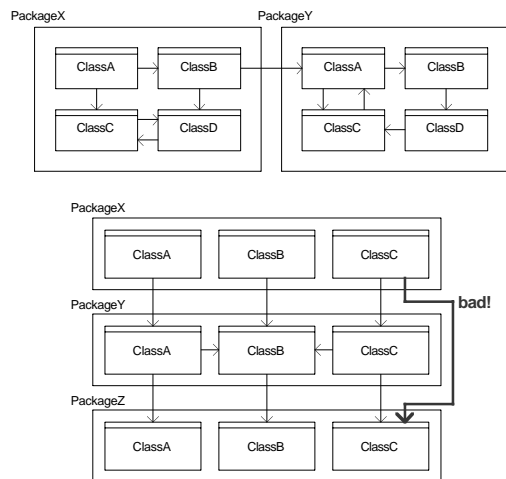 PackageX PackageY
ClassA ClassB ClassA ClassB
ClassC ClassD ClassC ClassD
PackageX
ClassA ClassB ClassC
PackageY
bad!
ClassA ClassB ClassC
PackageZ
ClassA ClassB ClassC